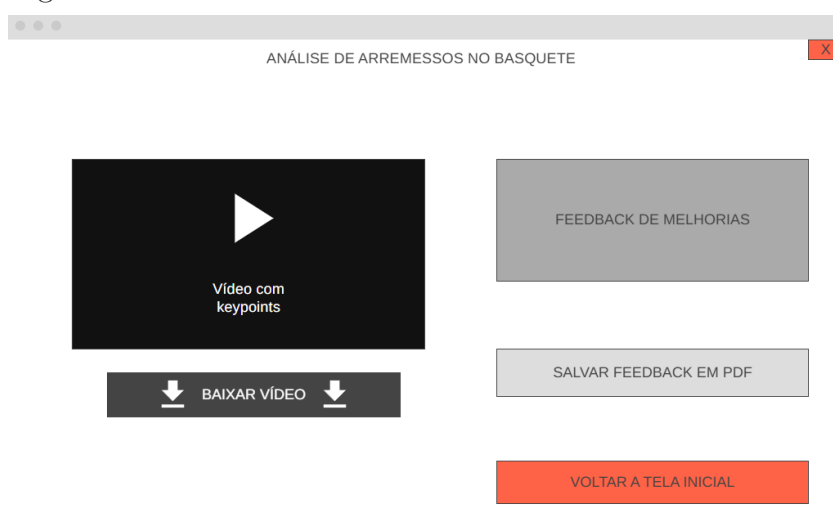 ANÁLISE DE ARREMESSOS NO BASQUETE
X
Vídeo com
keypoints
BAIXAR VÍDEO
FEEDBACK DE MELHORIAS
SALVAR FEEDBACK EM PDF
VOLTAR A TELA INICIAL